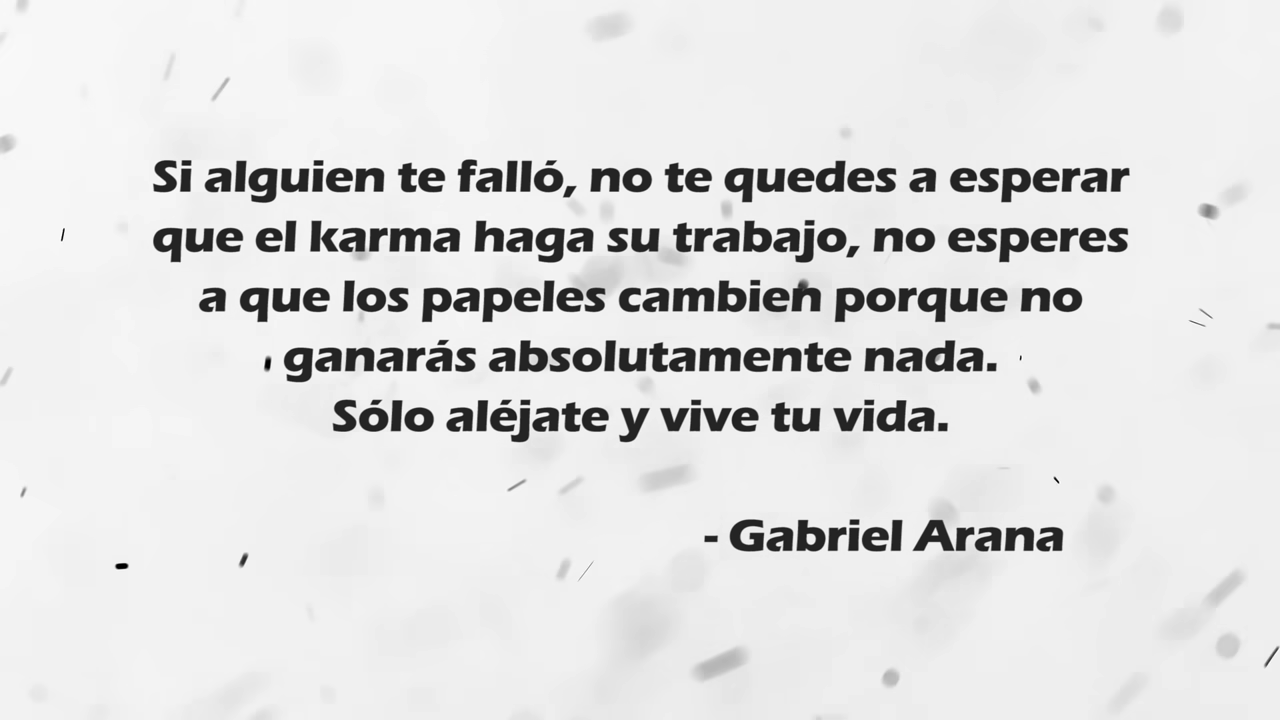 Si alguien te falló, no te quedes a esperar
que el karma haga su trabajo, no esperes
a que los papeles cambien porque no
ganarás absolutamente nada.
Sólo aléjate y vive tu vida.
- Gabriel Arana